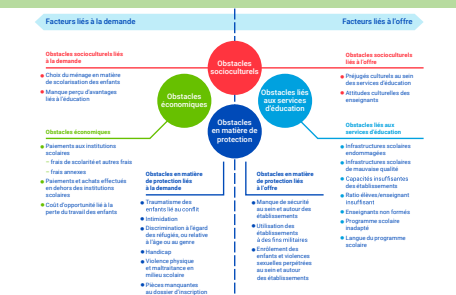 Facteurs liés à la demande
Facteurs liés à l'offre
Obstacles socioculturels liés
à la demande
Choix du ménage en matière
de scolarisation des enfants
Manque perçu d'avantages
liés à l'éducation
Obstacles
socioculturels
Obstacles
économiques
Obstacles liés
aux services
d'éducation
Obstacles
en matière de
protection
Obstacles socioculturels
liés à l'offre
Préjugés culturels au sein
des services d'éducation
Attitudes culturelles des
enseignants
Obstacles économiques
Paiements aux institutions
scolaires
– frais de scolarité et autres frais
– frais annexes
Paiements et achats effectués
en dehors des institutions
scolaires
Coût d'opportunité lié à la
perte du travail des enfants
Obstacles en matière
de protection liés
à la demande
Traumatisme des
enfants lié au conflit
Intimidation
Discrimination à l'égard
des réfugiés, ou relative
à l'âge ou au genre
Handicap
Violence physique
et maltraitance en
milieu scolaire
Pièces manquantes
au dossier d'inscription
Obstacles en matière
de protection liés à
l'offre
Manque de sécurité
au sein et autour des
établissements
Utilisation des
établissements
à des fins militaires
Enrôlement des
enfants et violences
sexuelles perpétrées
au sein et autour
des établissements
Obstacles liés aux
services d'éducation
Infrastructures scolaires
endommagées
Infrastructures scolaires
de mauvaise qualité
Capacités insuffisantes
des établissements
Ratio élèves/enseignant
insuffisant
Enseignants non formés
Programme scolaire
inadapté
Langue du programme
scolaire